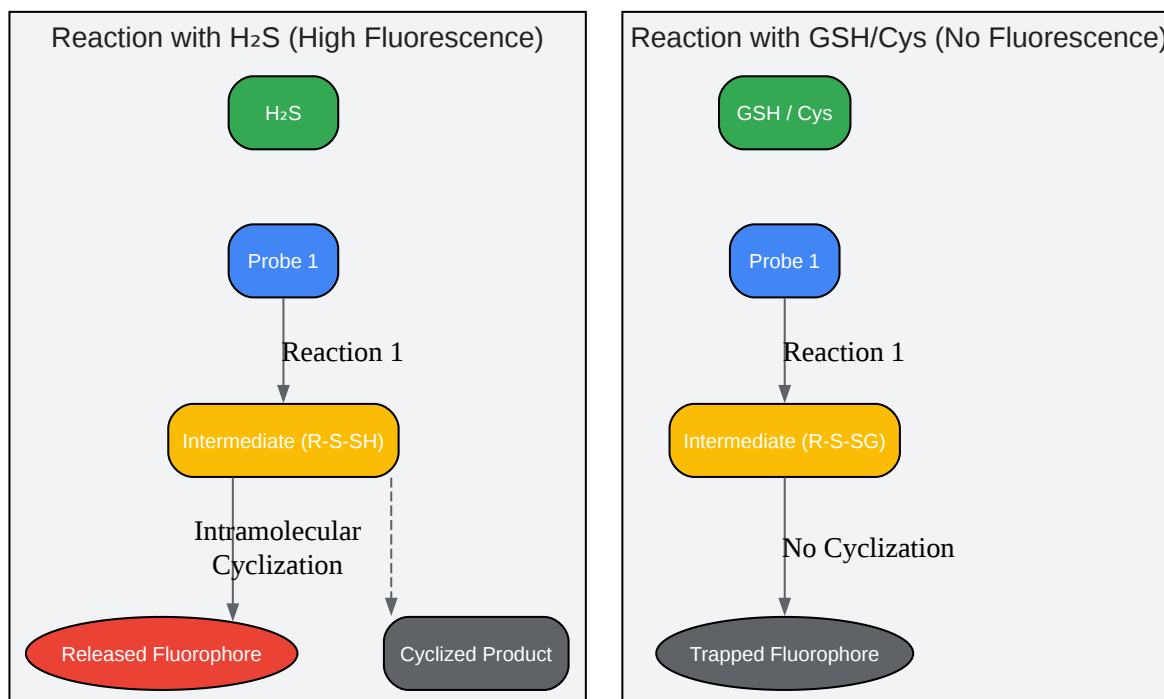 Reaction with H₂S (High Fluorescence)
H₂S
Probe 1
Reaction 1
Intermediate (R-S-SH)
Intramolecular
Cyclization
Released Fluorophore
Cyclized Product
Reaction with GSH/Cys (No Fluorescence)
GSH / Cys
Probe 1
Reaction 1
Intermediate (R-S-SG)
No Cyclization
Trapped Fluorophore